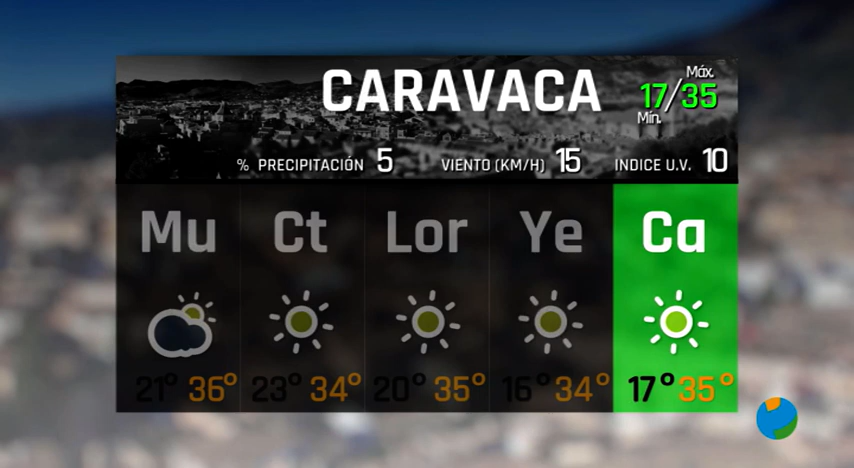 CARAVACA
Máx.
17/35
Mín.
% PRECIPITACIÓN 5 VIENTO (KM/H) 15 INDICE U.V. 10
Mu Ct Lor Ye Ca
21° 36° 23° 34° 20° 35° 16° 34° 17° 35°